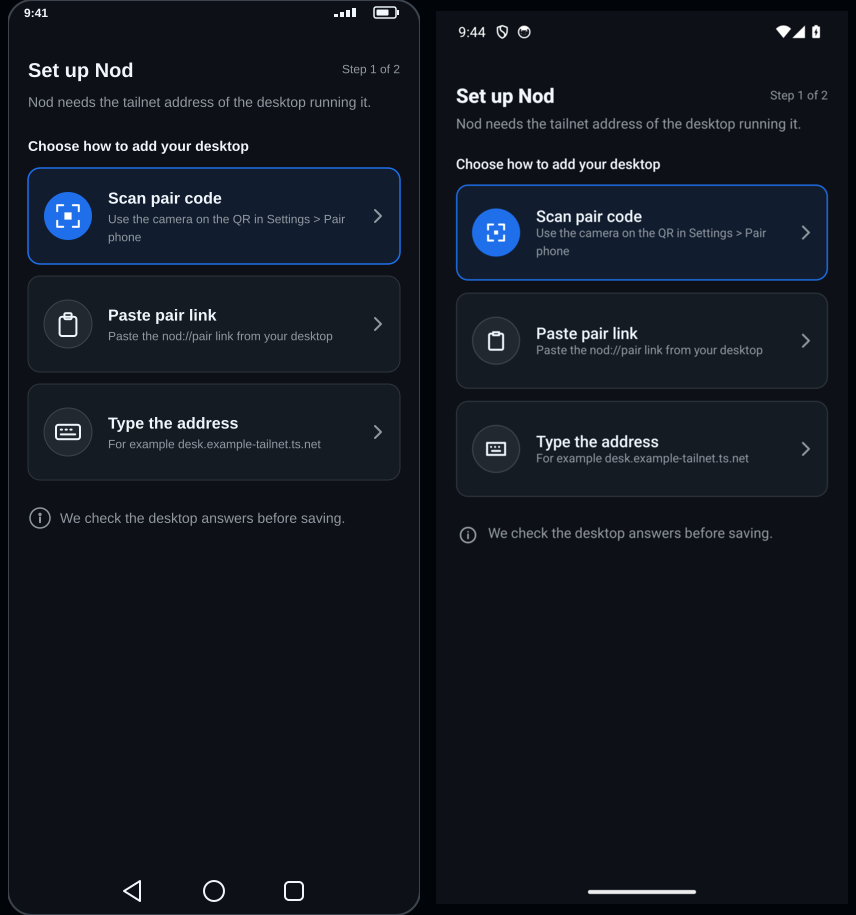 9:41
Set up Nod
Step 1 of 2
Nod needs the tailnet address of the desktop running it.
Choose how to add your desktop
Scan pair code
Use the camera on the QR in Settings > Pair
phone
Paste pair link
Paste the nod://pair link from your desktop
Type the address
For example desk.example-tailnet.ts.net
We check the desktop answers before saving.
9:44
Set up Nod
Step 1 of 2
Nod needs the tailnet address of the desktop running it.
Choose how to add your desktop
Scan pair code
Use the camera on the QR in Settings > Pair
phone
Paste pair link
Paste the nod://pair link from your desktop
Type the address
For example desk.example-tailnet.ts.net
We check the desktop answers before saving.